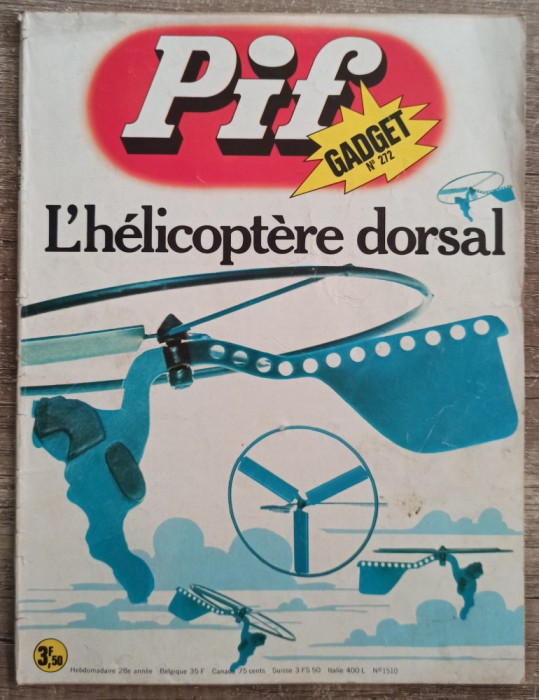 Pif
GADGET
N° 272
L'hélicoptère dorsal
3F,50
Hebdomadaire 28e année Belgique 35 F Canada 75 cents Suisse 3 FS 50 Italie 400 L N° 1510